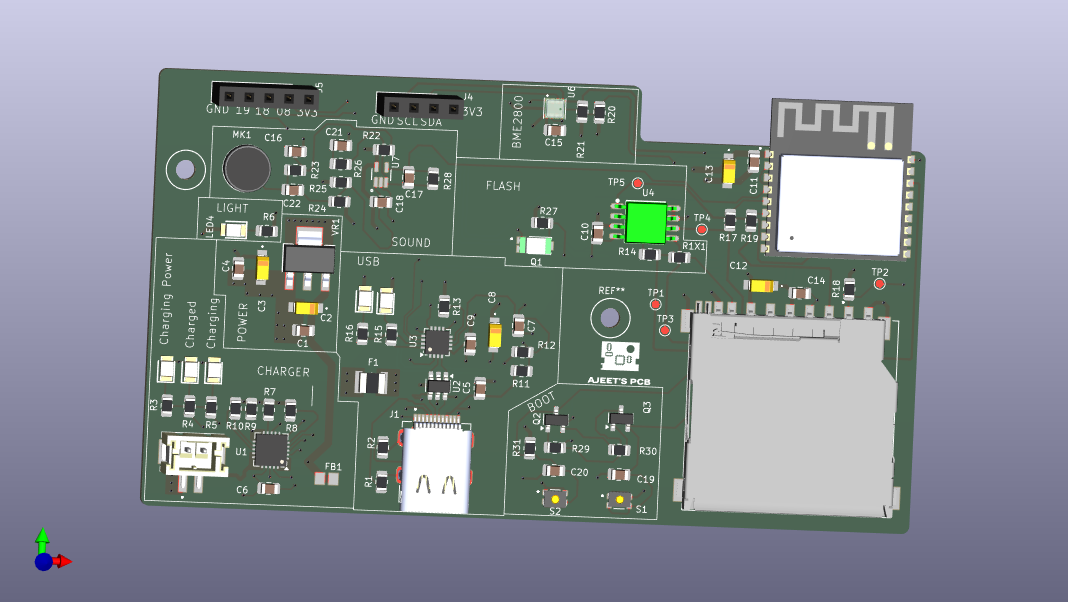 J5
GND 19 18 08 3V3
J4
GND SCL SDA 3V3
U6
BME2800
C15
R21
R20
MK1
C16
R23
C22
R25
R24
C21
R26
R22
U7
C17
R28
C18
SOUND
LIGHT
LED4
R6
VR1
FLASH
TP5
U4
TP4
R27
Q1
C10
R14
R1X1
C13
C11
R17
R19
C12
C14
R18
TP2
TP1
TP3
REF**
AJEET'S PCB
Charging Power
Charged
Charging
C4
C3
POWER
C2
C1
USB
R16
R15
R13
U3
C9
C8
C7
R12
R11
F1
U2
C5
J1
R2
R1
CHARGER
R3
R4
R5
R10
R9
R7
R8
U1
C6
FB1
BOOT
Q2
Q3
R31
R29
R30
C20
C19
S2
S1